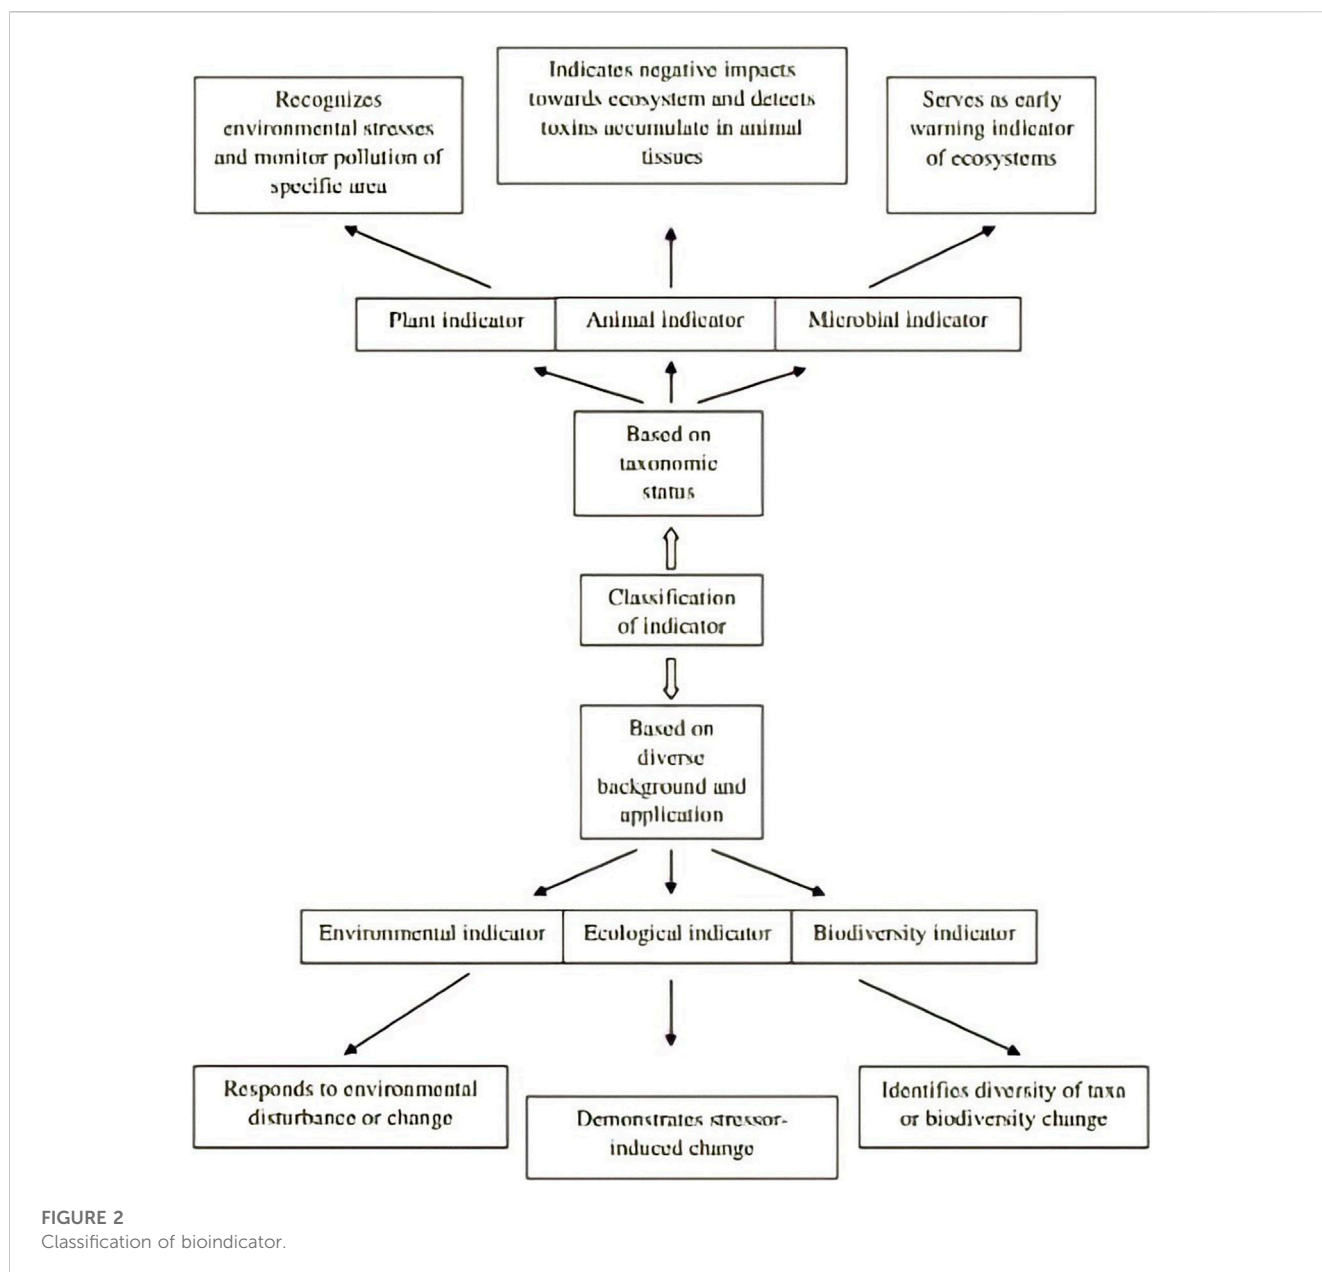 Recognizes
environmental stresses
and monitor pollution of
specific area
Indicates negative impacts
towards ecosystem and detects
toxins accumulate in animal
tissues
Serves as early
warning indicator
of ecosystems
Plant indicator
Animal indicator
Microbial indicator
Based on
taxonomic
status
Classification
of indicator
Based on
diverse
background and
application
Environmental indicator
Ecological indicator
Biodiversity indicator
Responds to environmental
disturbance or change
Demonstrates stressor-
induced change
Identifies diversity of taxa
or biodiversity change
FIGURE 2
Classification of bioindicator.